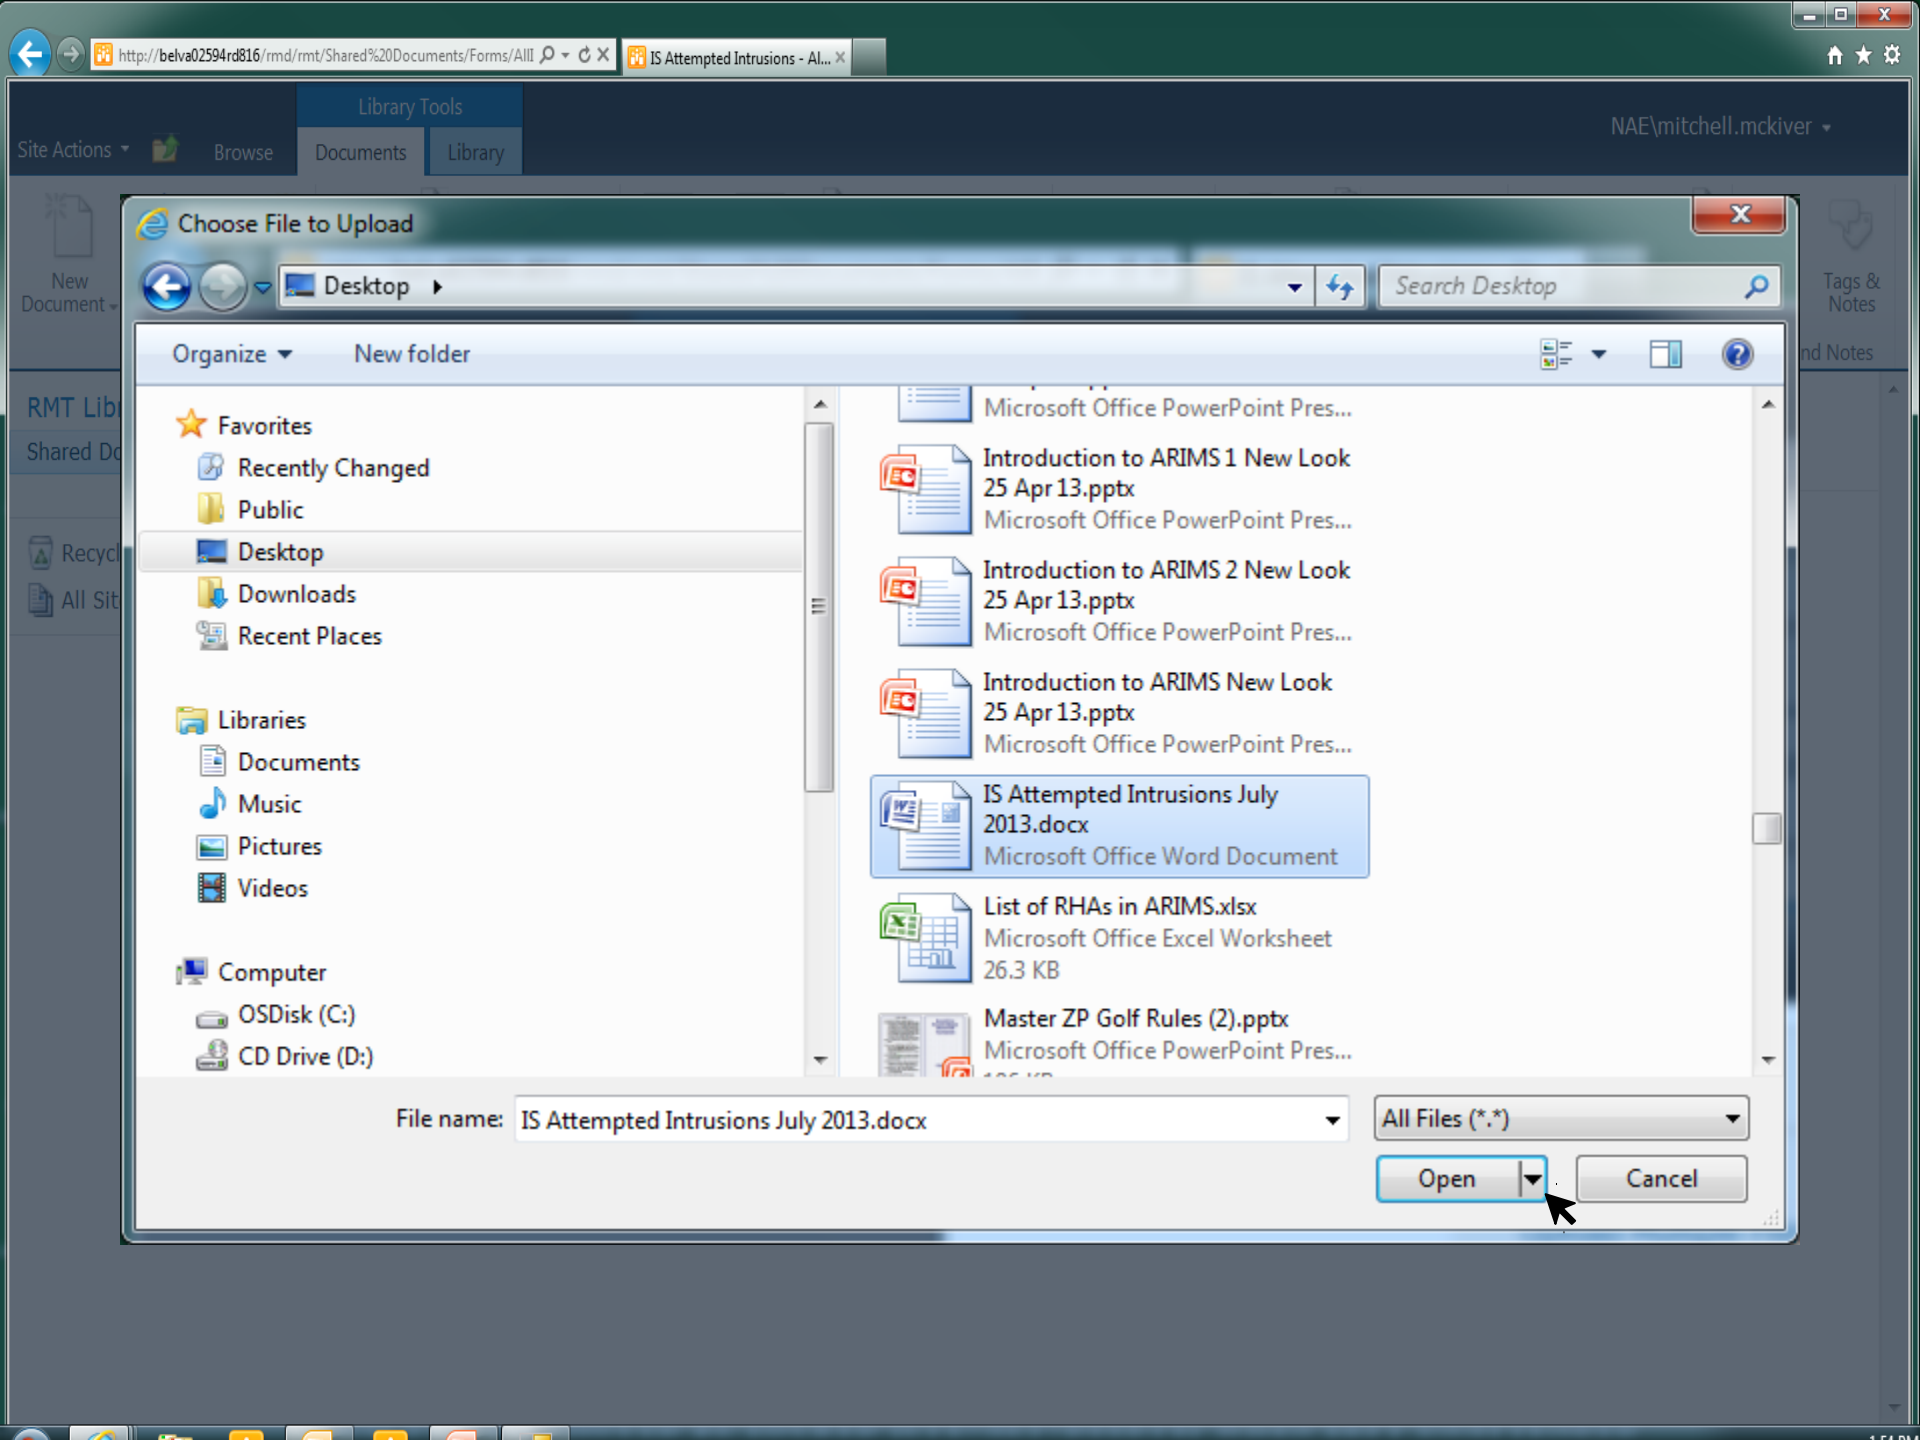 http://belva02594rd816/rmd/rmt/Shared%20Documents/Forms/AllI
IS Attempted Intrusions - Al...
Library Tools
NAE\mitchell.mckiver
Site Actions
Browse
Documents
Library
New
Document
Tags &
Notes
nd Notes
RMT Lib
Shared Do
Recycl
All Sit
Choose File to Upload
Desktop
Search Desktop
Organize
New folder
Favorites
Recently Changed
Public
Desktop
Downloads
Recent Places
Libraries
Documents
Music
Pictures
Videos
Computer
OSDisk (C:)
CD Drive (D:)
Microsoft Office PowerPoint Pres...
Introduction to ARIMS 1 New Look
25 Apr 13.pptx
Microsoft Office PowerPoint Pres...
Introduction to ARIMS 2 New Look
25 Apr 13.pptx
Microsoft Office PowerPoint Pres...
Introduction to ARIMS New Look
25 Apr 13.pptx
Microsoft Office PowerPoint Pres...
IS Attempted Intrusions July
2013.docx
Microsoft Office Word Document
List of RHAs in ARIMS.xlsx
Microsoft Office Excel Worksheet
26.3 KB
Master ZP Golf Rules (2).pptx
Microsoft Office PowerPoint Pres...
File name:
IS Attempted Intrusions July 2013.docx
All Files (*.*)
Open
Cancel